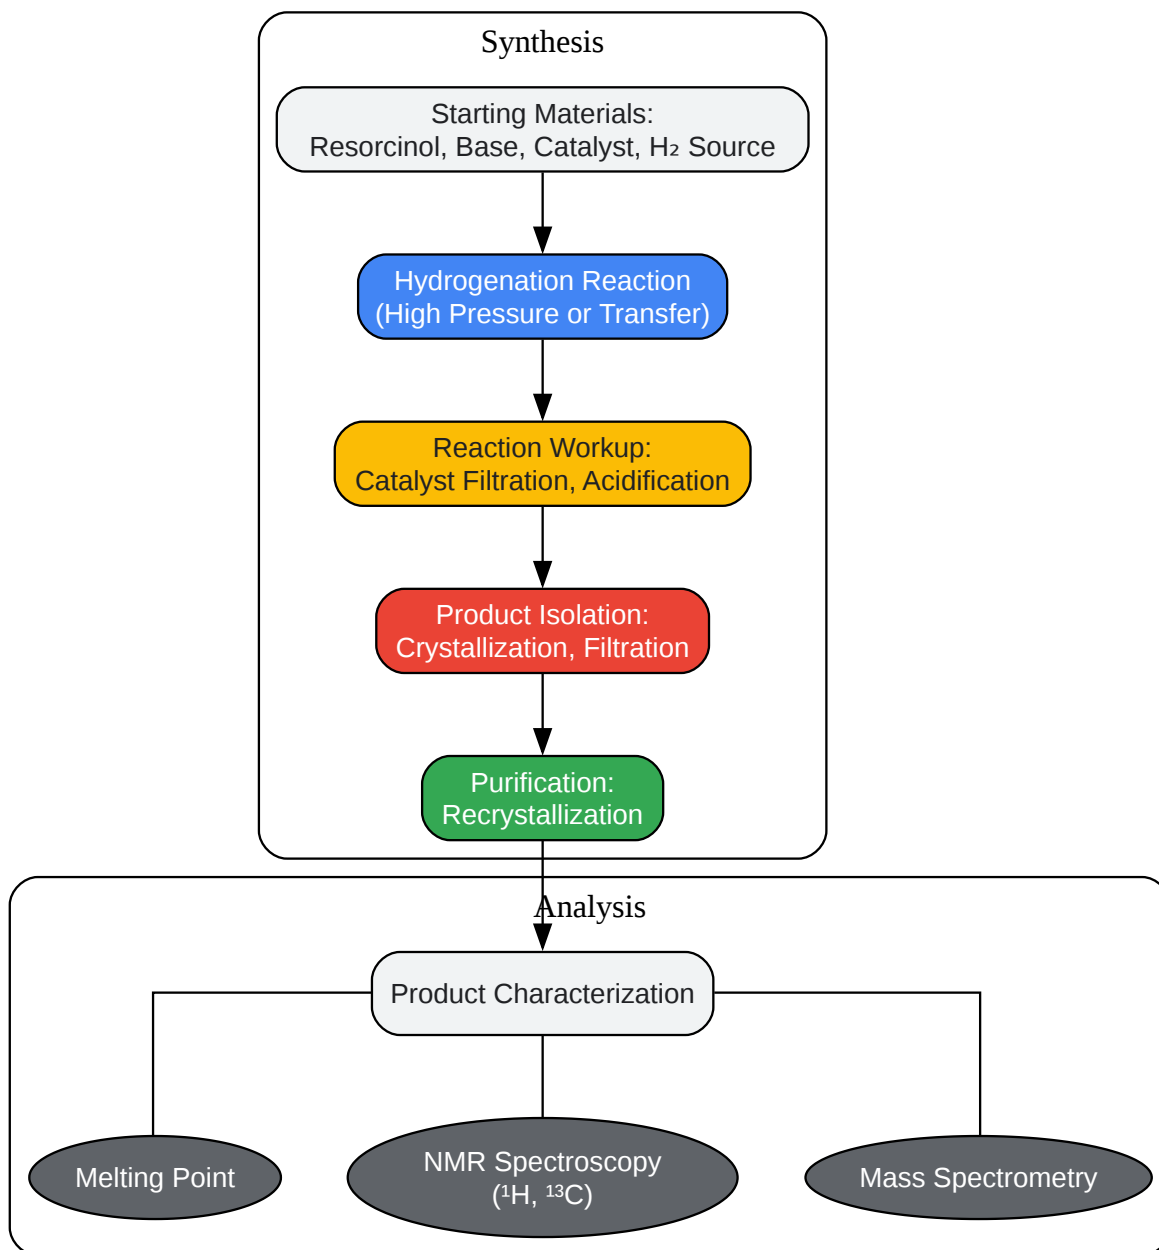 Synthesis
Starting Materials:
Resorcinol, Base, Catalyst, H₂ Source
Hydrogenation Reaction
(High Pressure or Transfer)
Reaction Workup:
Catalyst Filtration, Acidification
Product Isolation:
Crystallization, Filtration
Purification:
Recrystallization
Analysis
Product Characterization
Melting Point
NMR Spectroscopy
(¹H, ¹³C)
Mass Spectrometry